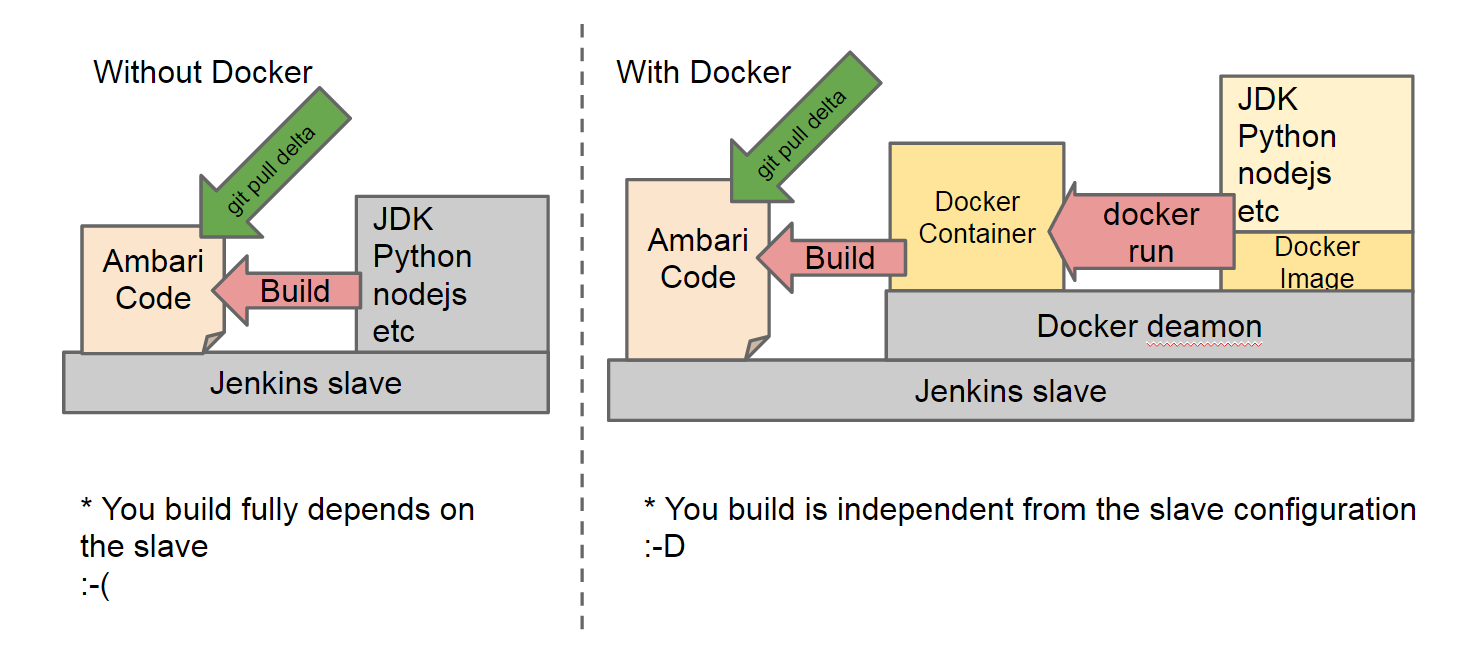 Without Docker
git pull delta
Ambari
Code
Build
JDK
Python
nodejs
etc
Jenkins slave
* You build fully depends on
the slave
:-(
With Docker
git pull delta
Ambari
Code
Build
Docker
Container
docker
run
JDK
Python
nodejs
etc
Docker
Image
Docker deamon
Jenkins slave
* You build is independent from the slave configuration
:-D